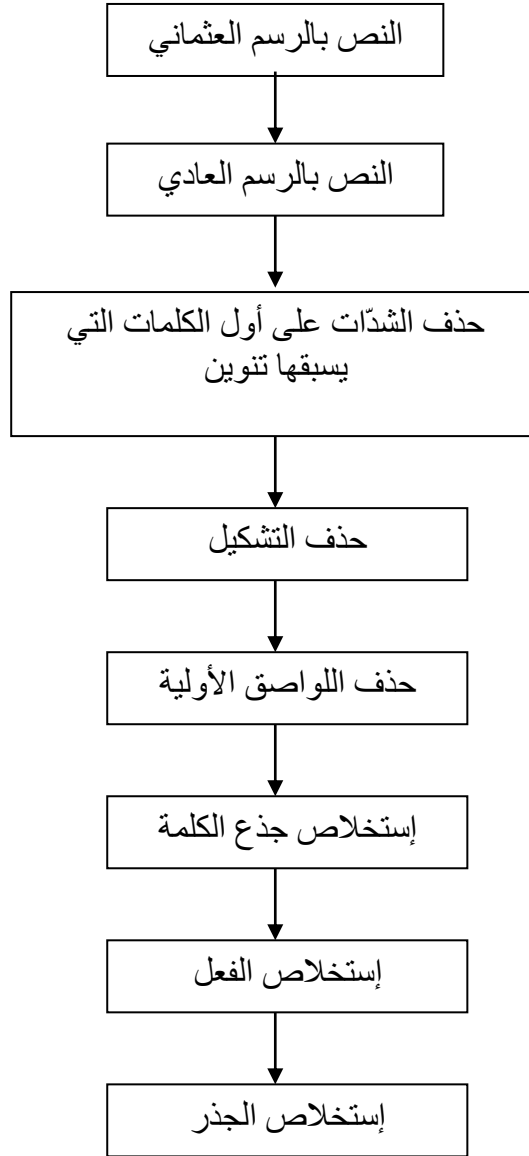 النص بالرسم العثماني
النص بالرسم العادي
حذف الشدّات على أول الكلمات التي
يسبقها تنوين
حذف التشكيل
حذف اللواصق الأولية
إستخلاص جذع الكلمة
إستخلاص الفعل
إستخلاص الجذر